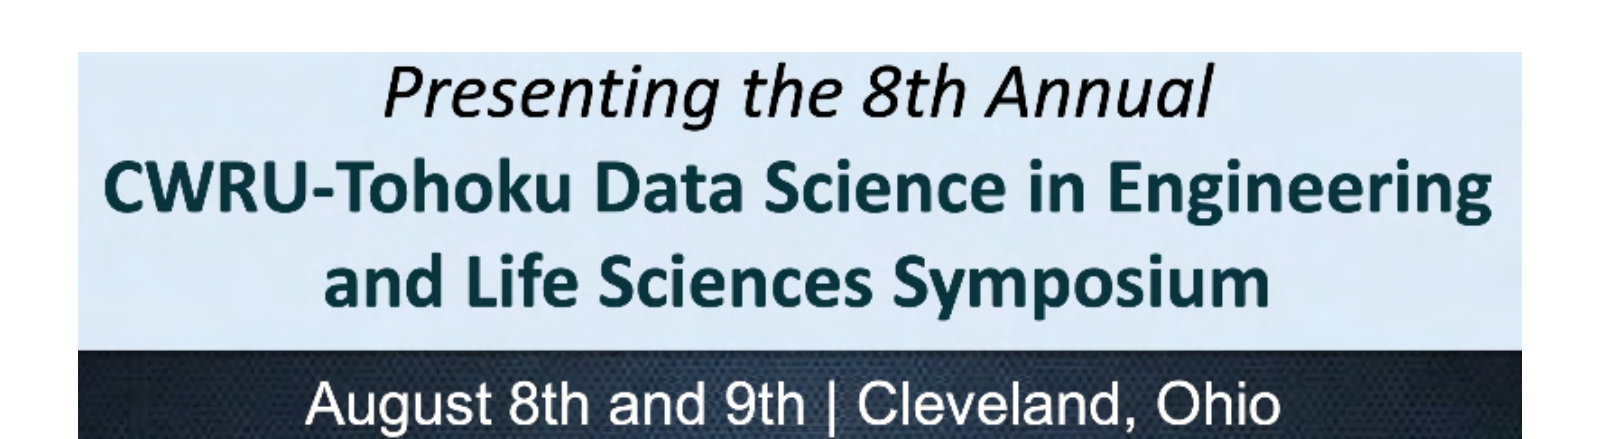 Presenting the 8th Annual
CWRU-Tohoku Data Science in Engineering
and Life Sciences Symposium
August 8th and 9th | Cleveland, Ohio